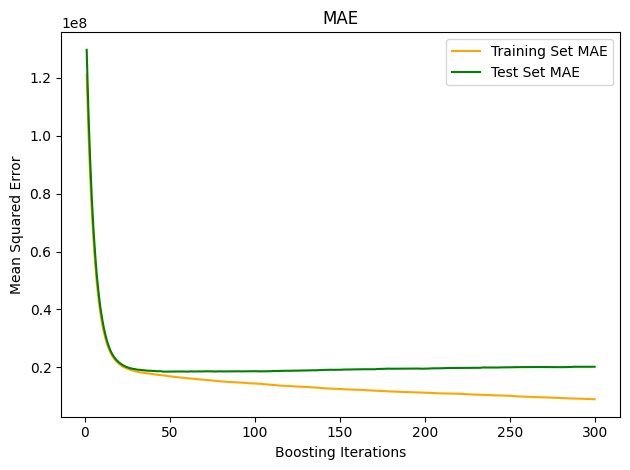 MAE
1e8
Training Set MAE
Test Set MAE
1.2
1.0
0.8
0.6
0.4
0.2
Mean Squared Error
0 50 100 150 200 250 300
Boosting Iterations